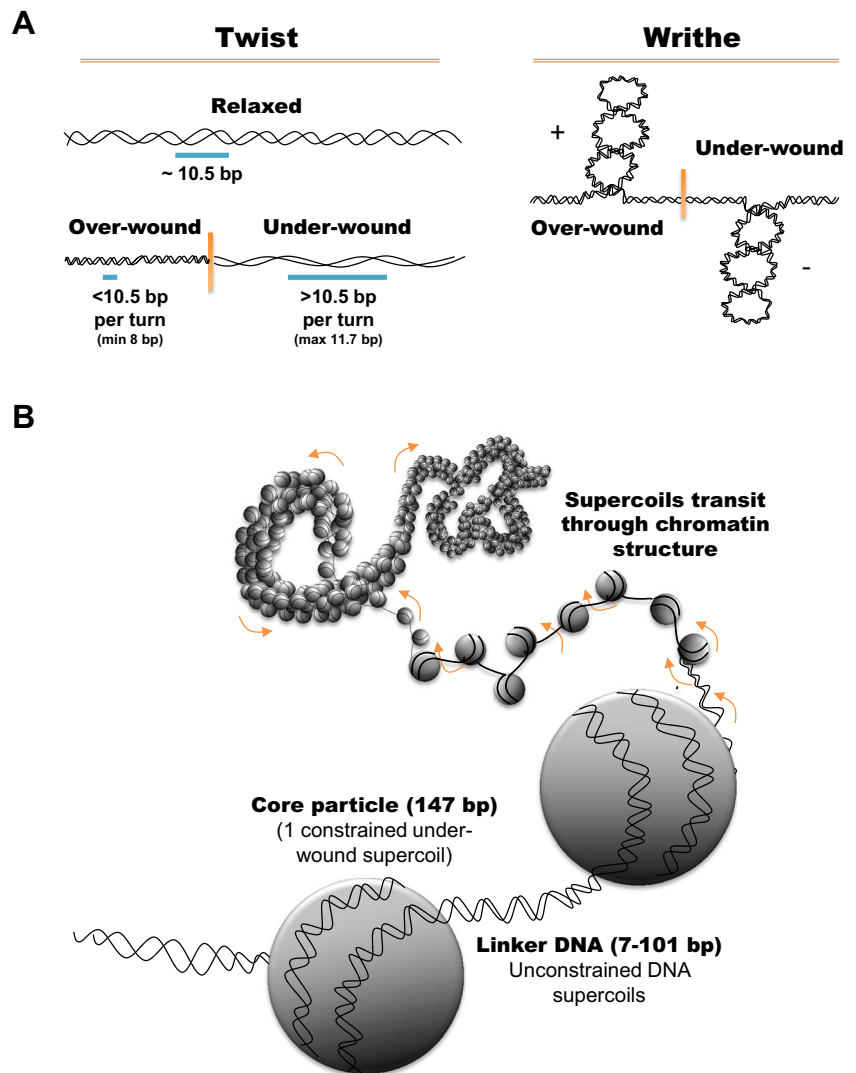 A
Twist
Writhe
Relaxed
~ 10.5 bp
+
Under-wound
Over-wound
Under-wound
Over-wound
-
<10.5 bp
per turn
(min 8 bp)
>10.5 bp
per turn
(max 11.7 bp)
B
Supercoils transit
through chromatin
structure
Core particle (147 bp)
(1 constrained under-
wound supercoil)
Linker DNA (7-101 bp)
Unconstrained DNA
supercoils